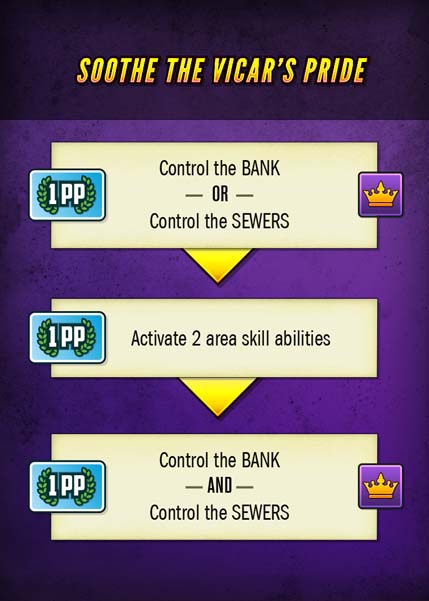 SOOTHE THE VICAR'S PRIDE
1 PP
Control the BANK
— OR —
Control the SEWERS
1 PP
Activate 2 area skill abilities
1 PP
Control the BANK
— AND —
Control the SEWERS